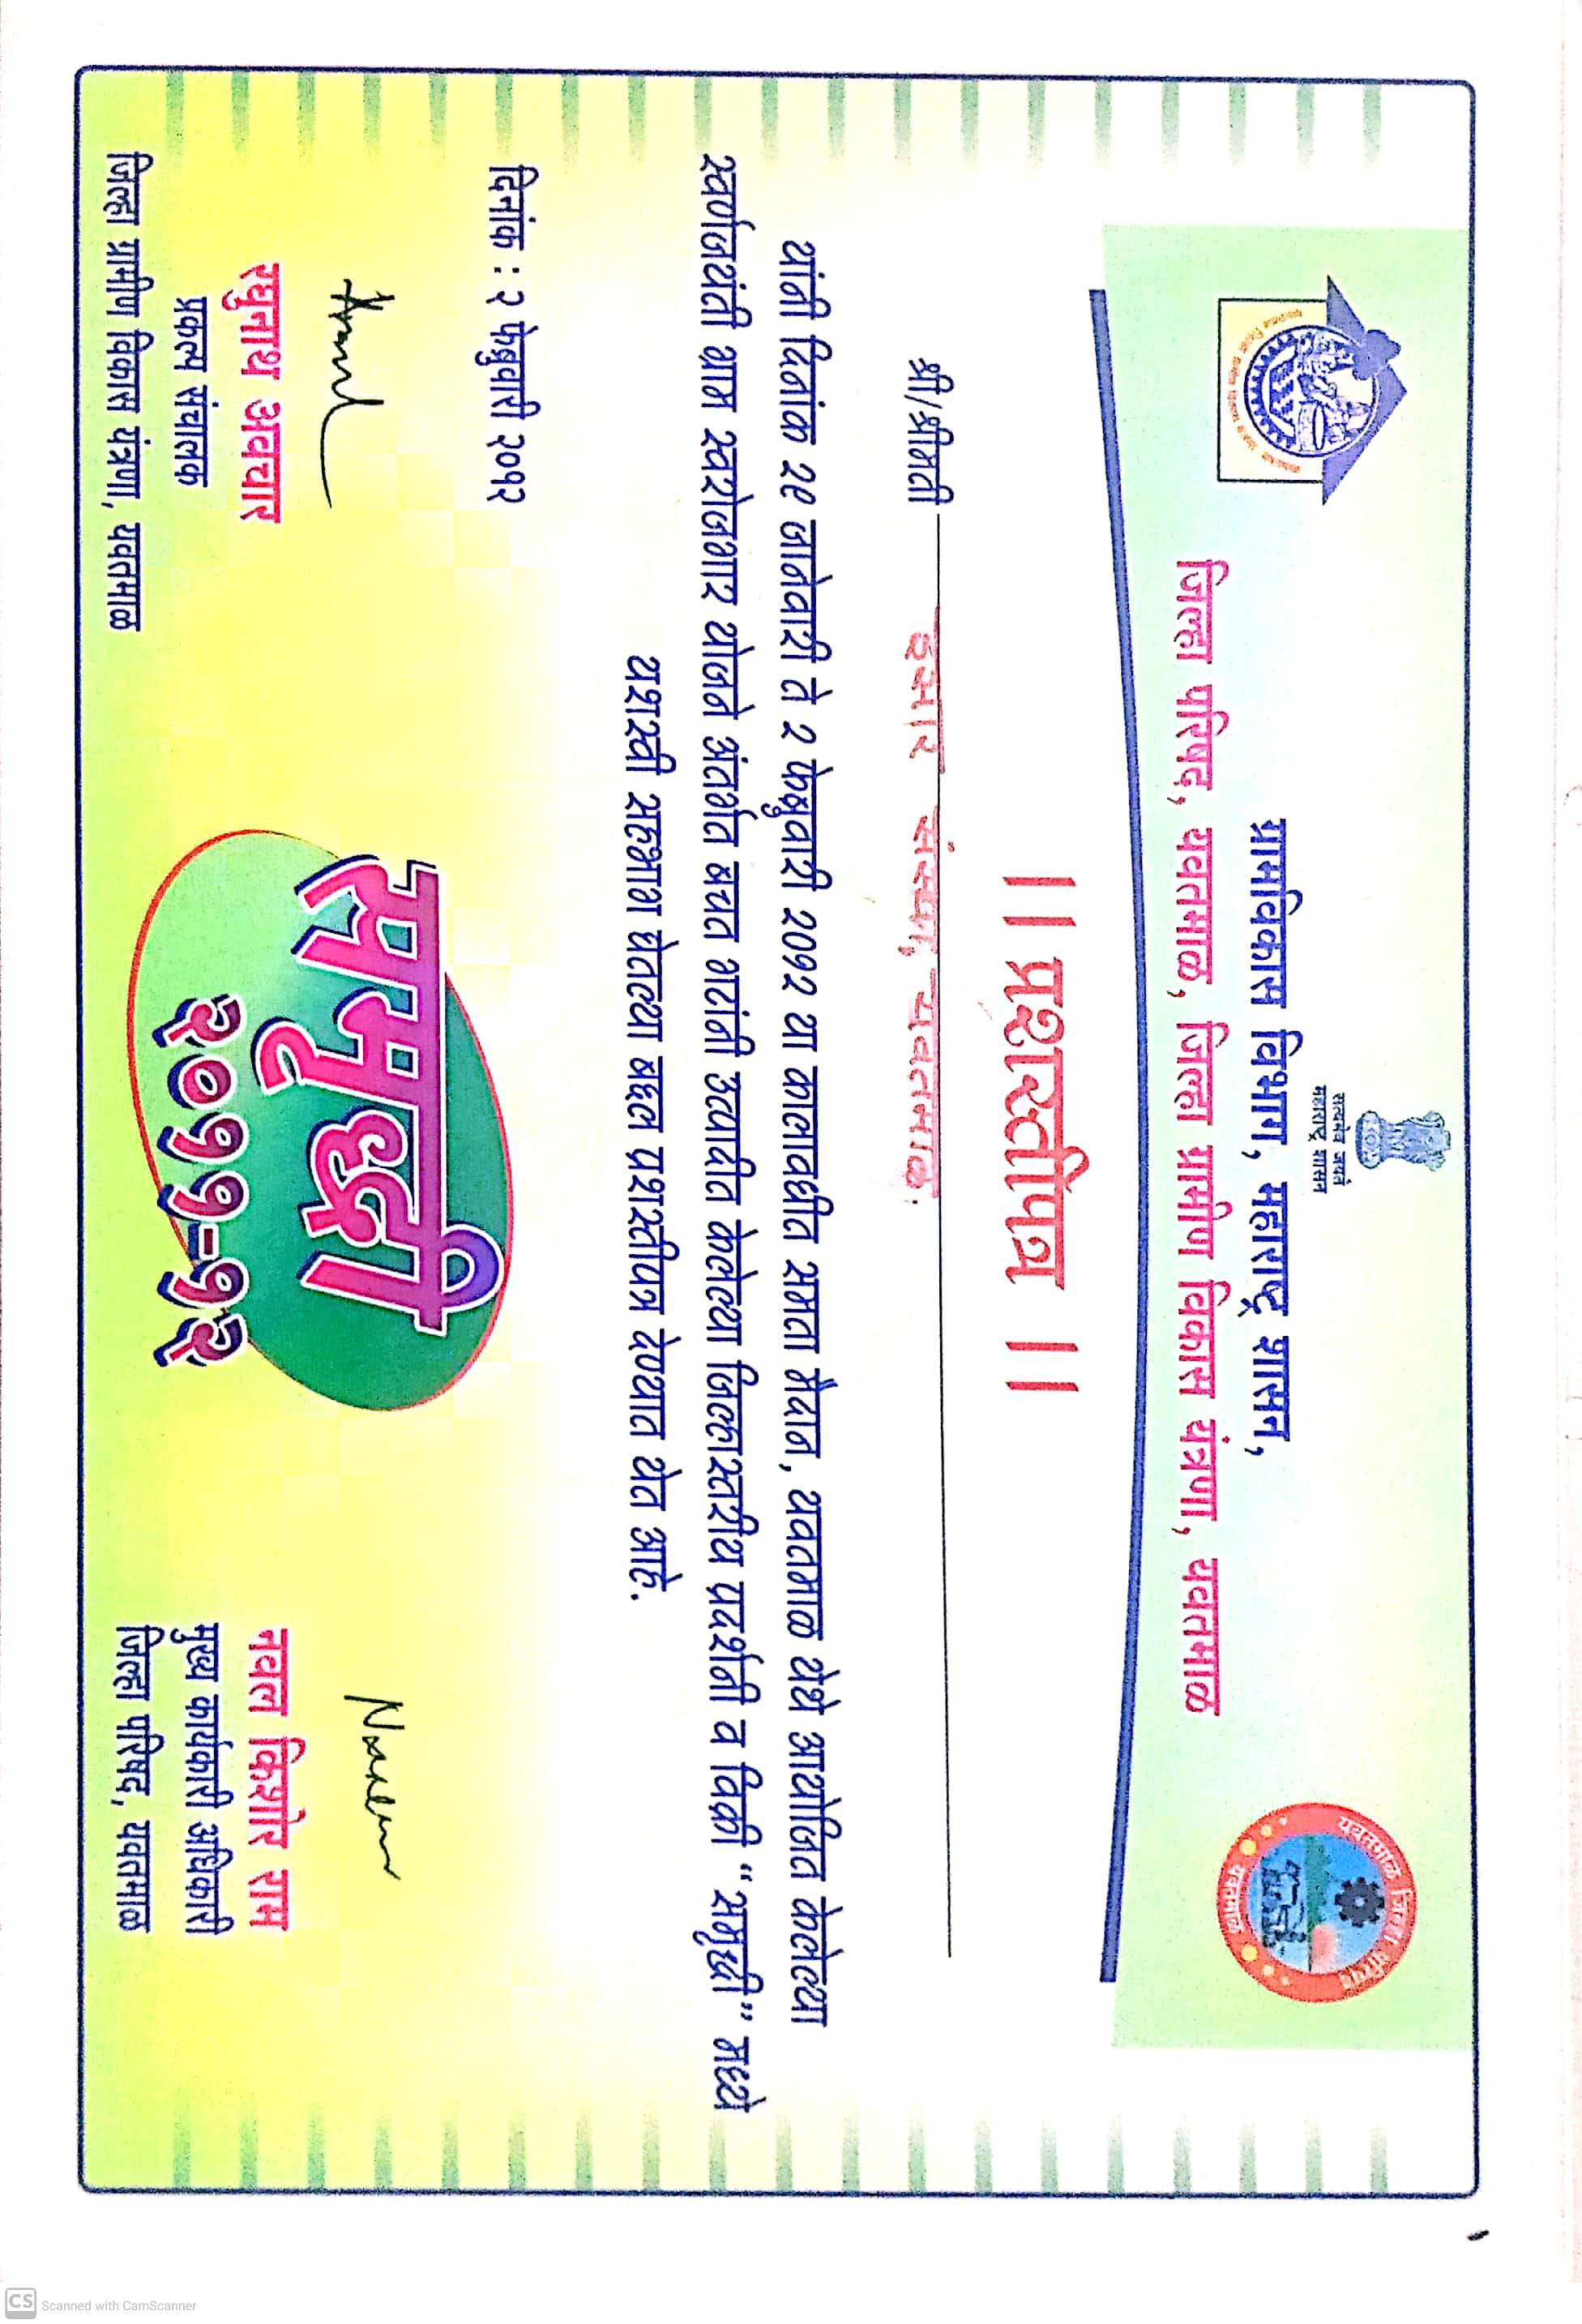 सत्यमेव जयते
महाराष्ट्र शासन
ग्रामविकास विभाग, महाराष्ट्र शासन,
जिल्हा परिषद, यवतमाळ, जिल्हा ग्रामीण विकास यंत्रणा, यवतमाळ
यवतमाळ जिल्हा परिषद
यवतमाळ
।। प्रशस्तीपत्र ।।
श्री/श्रीमती इसार संस्था, यवतमाळ.
यांनी दिनांक २९ जानेवारी ते २ फेब्रुवारी २०१२ या कालावधीत समता मैदान, यवतमाळ येथे आयोजित केलेल्या
स्वर्णजयंती ग्राम स्वरोजगार योजने अंतर्गत बचत गटांनी उत्पादीत केलेल्या जिल्हास्तरीय प्रदर्शनी व विक्री “समृद्धी” मध्ये
यशस्वी सहभाग घेतल्या बद्दल प्रशस्तीपत्र देण्यात येत आहे.
दिनांक : २ फेब्रुवारी २०१२
समृद्धी
२०११-१२
रघुनाथ अवचार
प्रकल्प संचालक
जिल्हा ग्रामीण विकास यंत्रणा, यवतमाळ
नवल किशोर राम
मुख्य कार्यकारी अधिकारी
जिल्हा परिषद, यवतमाळ
CS Scanned with CamScanner